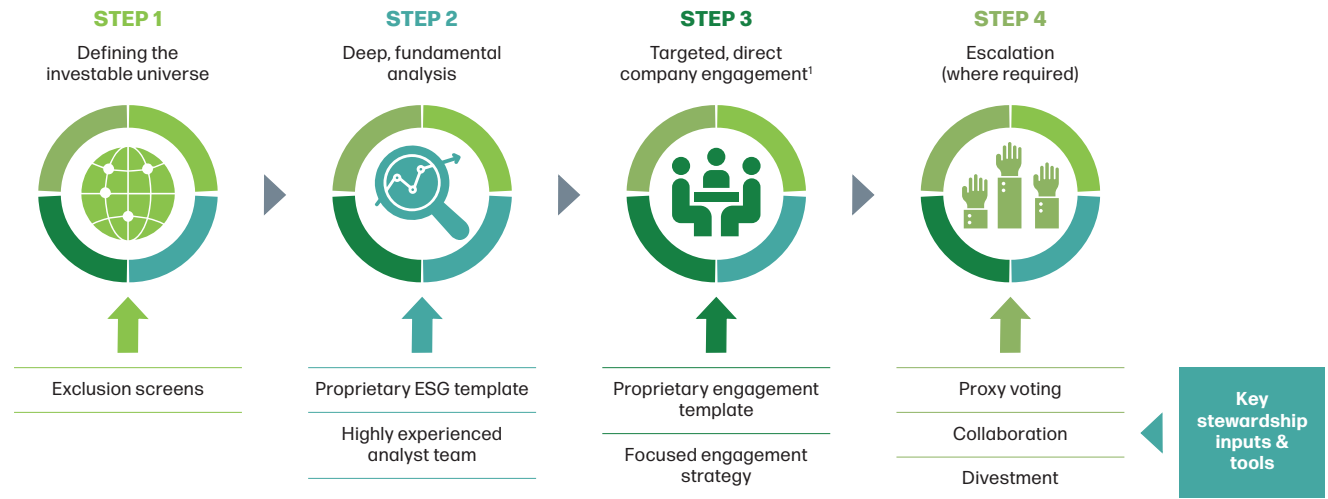 STEP 1
Defining the
investable universe
Exclusion screens
STEP 2
Deep, fundamental
analysis
Proprietary ESG template
Highly experienced
analyst team
STEP 3
Targeted, direct
company engagement¹
Proprietary engagement
template
Focused engagement
strategy
STEP 4
Escalation
(where required)
Proxy voting
Collaboration
Divestment
Key
stewardship
inputs &
tools